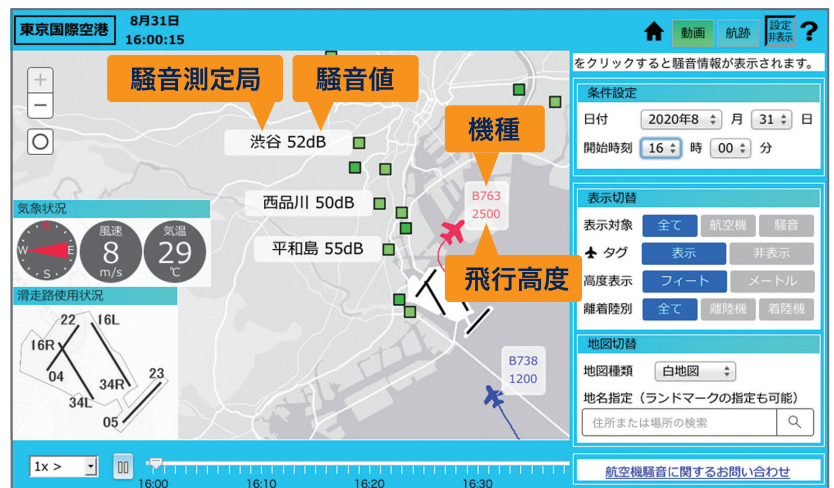 東京国際空港
8月31日
16:00:15
動画
航跡
設定
非表示
?
をクリックすると騒音情報が表示されます。
騒音測定局
騒音値
渋谷 52dB
西品川 50dB
平和島 55dB
機種
B763
2500
飛行高度
B738
1200
気象状況
N
W
E
S
風速
8
m/s
気温
29
℃
滑走路使用状況
22
16L
16R
04
34R
23
34L
05
条件設定
日付 2020年8 月 31 日
開始時刻 16 時 00 分
表示切替
表示対象 全て 航空機 騒音
タグ 表示 非表示
高度表示 フィート メートル
離着陸別 全て 離陸機 着陸機
地図切替
地図種類 白地図
地名指定（ランドマークの指定も可能）
住所または場所の検索
航空機騒音に関するお問い合わせ
1x >
16:00 16:10 16:20 16:30